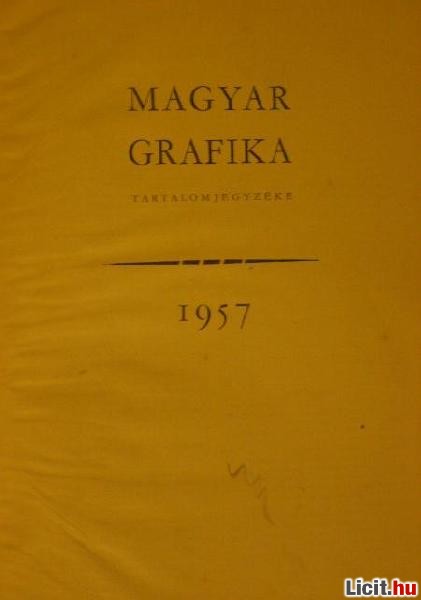 MAGYAR
GRAFIKA
TARTALOMJEGYZÉKE
1957
Licit.hu